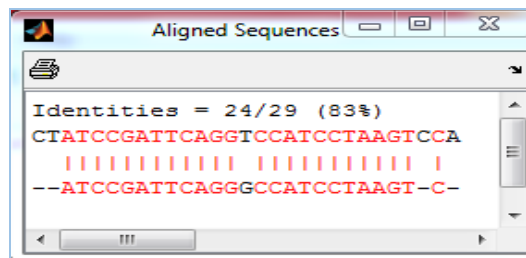 Aligned Sequences
Identities = 24/29 (83%)
CTATCCGATTCAGGTCCATCCTAAGTCCA
  |||||||||||| ||||||||||| |
--ATCCGATTCAGGGCCATCCTAAGT-C-